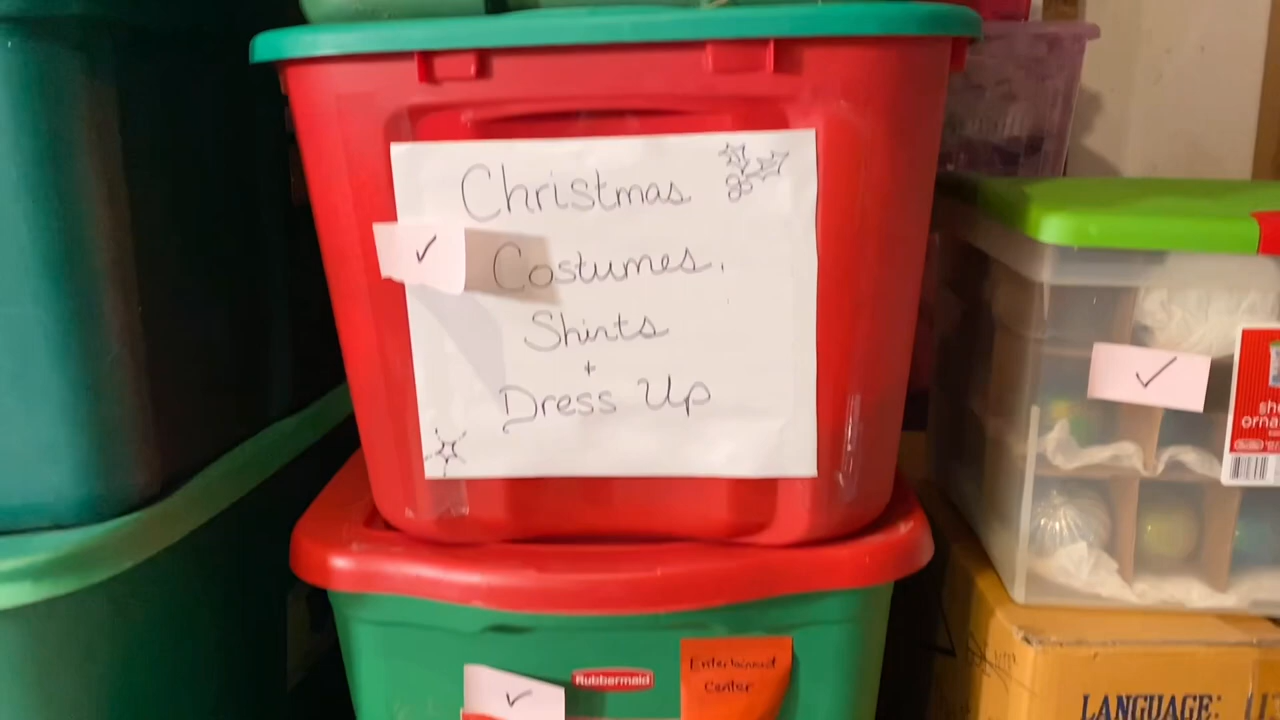 Christmas
✓
Costumes,
Shirts
+
Dress Up
✓
Rubbermaid
Entertainment
Center
✓
LANGUAGE: